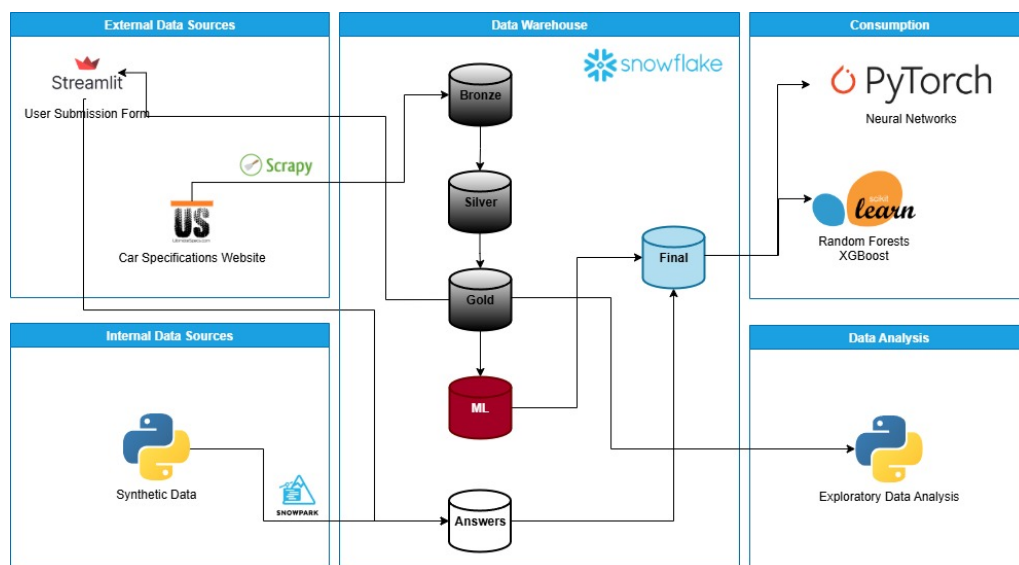 External Data Sources
Streamlit
User Submission Form
Scrapy
US
Car Specifications Website
Internal Data Sources
Synthetic Data
SNOWPARK
Data Warehouse
snowflake
Bronze
Silver
Gold
ML
Answers
Final
Consumption
PyTorch
Neural Networks
scikit
learn
Random Forests
XGBoost
Data Analysis
Exploratory Data Analysis